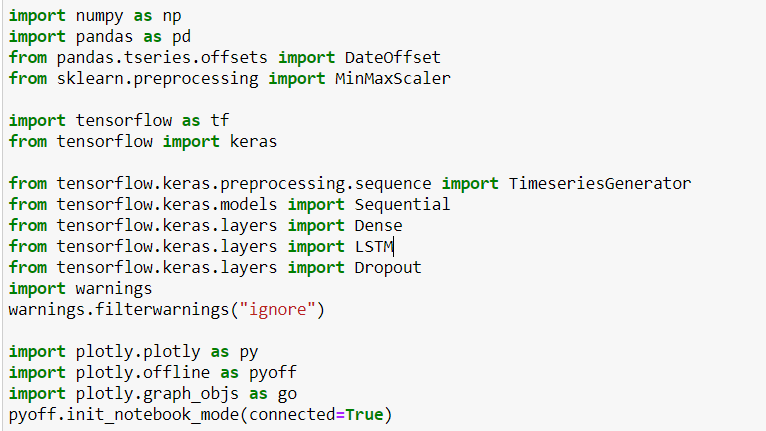 import numpy as np
import pandas as pd
from pandas.tseries.offsets import DateOffset
from sklearn.preprocessing import MinMaxScaler
import tensorflow as tf
from tensorflow import keras
from tensorflow.keras.preprocessing.sequence import TimeseriesGenerator
from tensorflow.keras.models import Sequential
from tensorflow.keras.layers import Dense
from tensorflow.keras.layers import LSTM
from tensorflow.keras.layers import Dropout
import warnings
warnings.filterwarnings("ignore")
import plotly.plotly as py
import plotly.offline as pyoff
import plotly.graph_objs as go
pyoff.init_notebook_mode(connected=True)